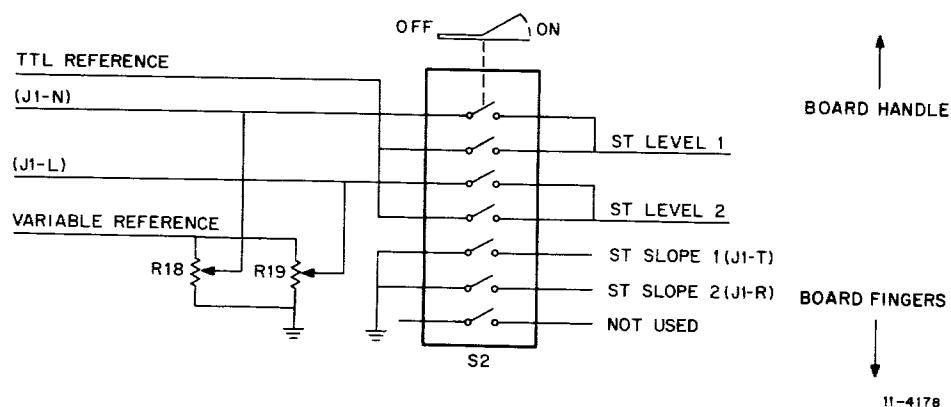 OFF ON
TTL REFERENCE
(J1-N)
BOARD HANDLE
ST LEVEL 1
(J1-L)
ST LEVEL 2
VARIABLE REFERENCE
R18 R19
ST SLOPE 1 (J1-T)
ST SLOPE 2 (J1-R)
BOARD FINGERS
NOT USED
S2
11-4178